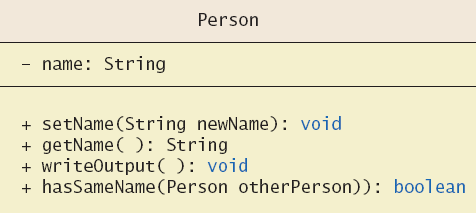 Person
- name: String
+ setName(String newName): void
+ getName( ): String
+ writeOutput( ): void
+ hasSameName(Person otherPerson)): boolean